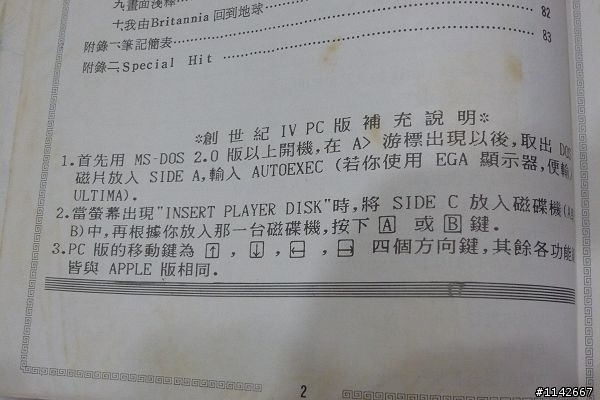 九畫面淺釋
十我由Britannia回到地球…………………………82
附錄一筆記簡表……………………………………83
附錄二Special Hit
*創世紀IV PC版補充說明*
1.首先用 MS-DOS 2.0 版以上開機,在 A> 游標出現以後,取出 DOS
磁片放入 SIDE A,輸入 AUTOEXEC (若你使用 EGA 顯示器,便輸入
ULTIMA).
2.當螢幕出現"INSERT PLAYER DISK"時,將 SIDE C 放入磁碟機(A
B)中,再根據你放入那一台磁碟機,按下 A 或 B 鍵.
3.PC 版的移動鍵為 ↑,↓,←,→ 四個方向鍵,其餘各功能
皆與 APPLE 版相同.
2
#1142667